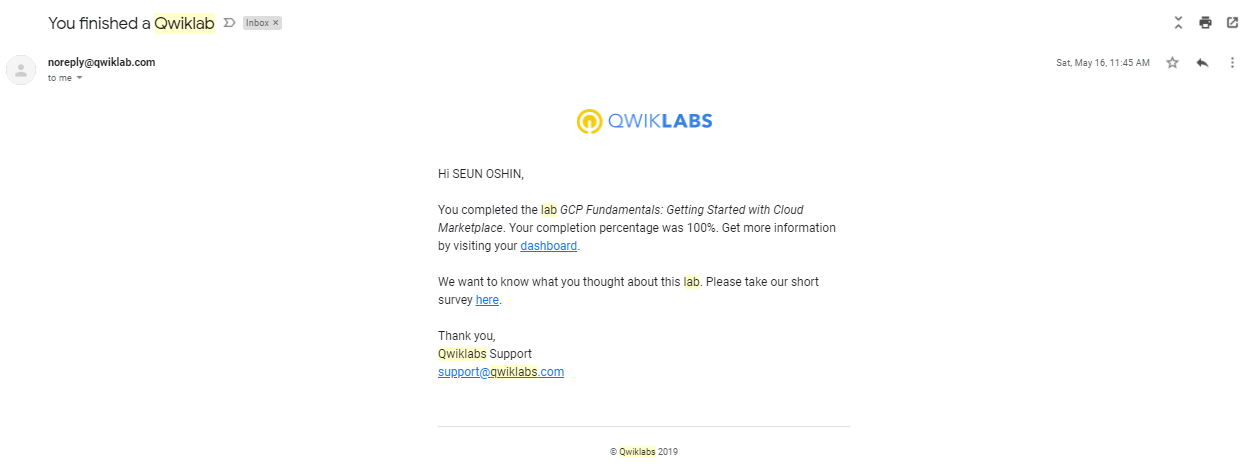 You finished a Qwiklab Inbox ×
noreply@qwiklab.com Sat, May 16, 11:45 AM
to me
QWIKLABS
Hi SEUN OSHIN,
You completed the lab GCP Fundamentals: Getting Started with Cloud
Marketplace. Your completion percentage was 100%. Get more information
by visiting your dashboard.
We want to know what you thought about this lab. Please take our short
survey here.
Thank you,
Qwiklabs Support
support@qwiklabs.com
© Qwiklabs 2019